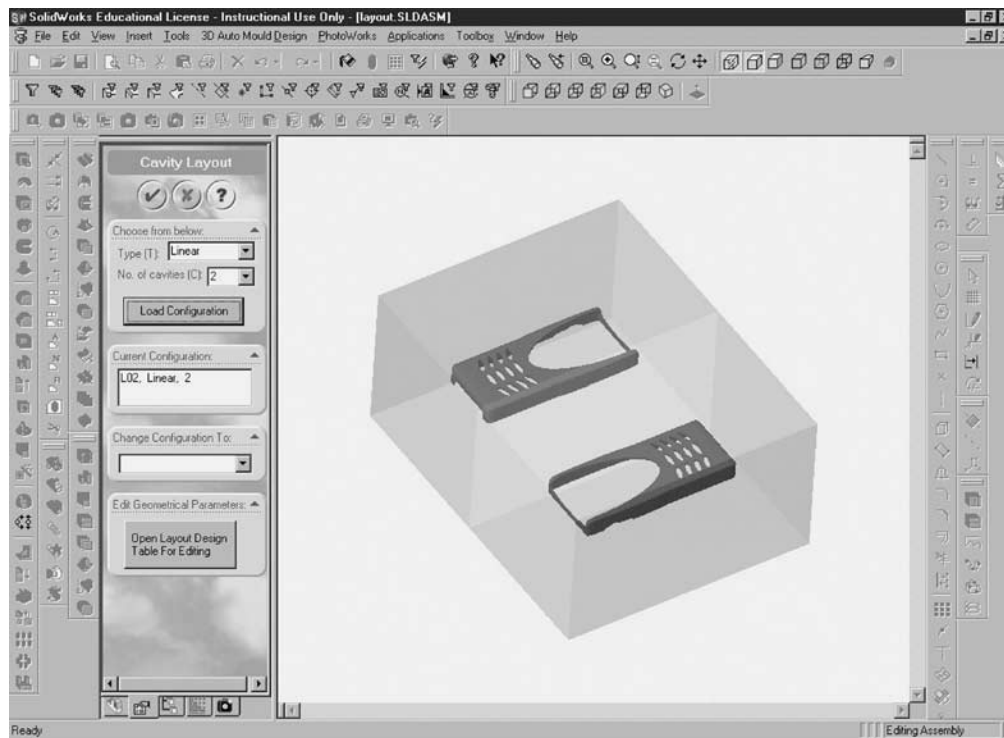 SolidWorks Educational License - Instructional Use Only - [layout.SLDASM]
File Edit View Insert Tools 3D Auto Mould Design PhotoWorks Applications Toolbox Window Help
Cavity Layout
Choose from below:
Type (T): Linear
No. of cavities (C): 2
Load Configuration
Current Configuration:
L02, Linear, 2
Change Configuration To:
Edit Geometrical Parameters:
Open Layout Design
Table For Editing
Ready Editing Assembly